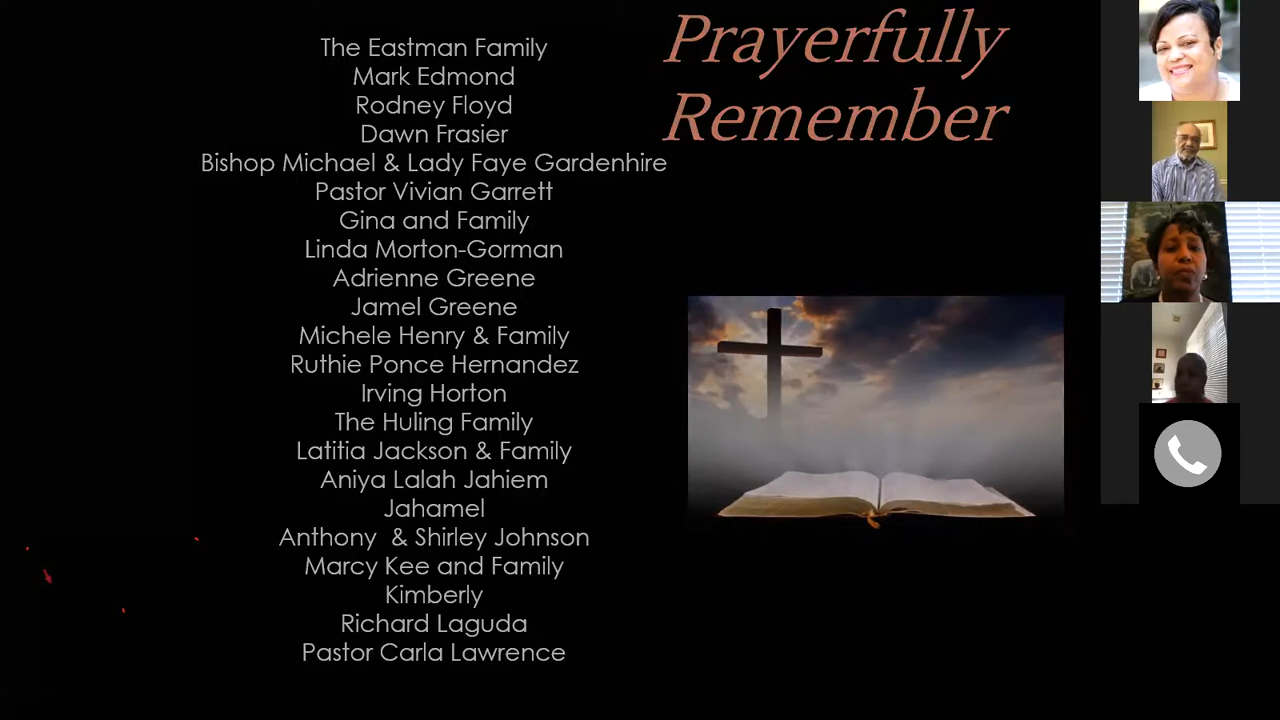 The Eastman Family
Mark Edmond
Rodney Floyd
Dawn Frasier
Bishop Michael & Lady Faye Gardenhire
Pastor Vivian Garrett
Gina and Family
Linda Morton-Gorman
Adrienne Greene
Jamel Greene
Michele Henry & Family
Ruthie Ponce Hernandez
Irving Horton
The Huling Family
Latitia Jackson & Family
Aniya Lalah Jahiem
Jahamel
Anthony  & Shirley Johnson
Marcy Kee and Family
Kimberly
Richard Laguda
Pastor Carla Lawrence
Prayerfully
Remember